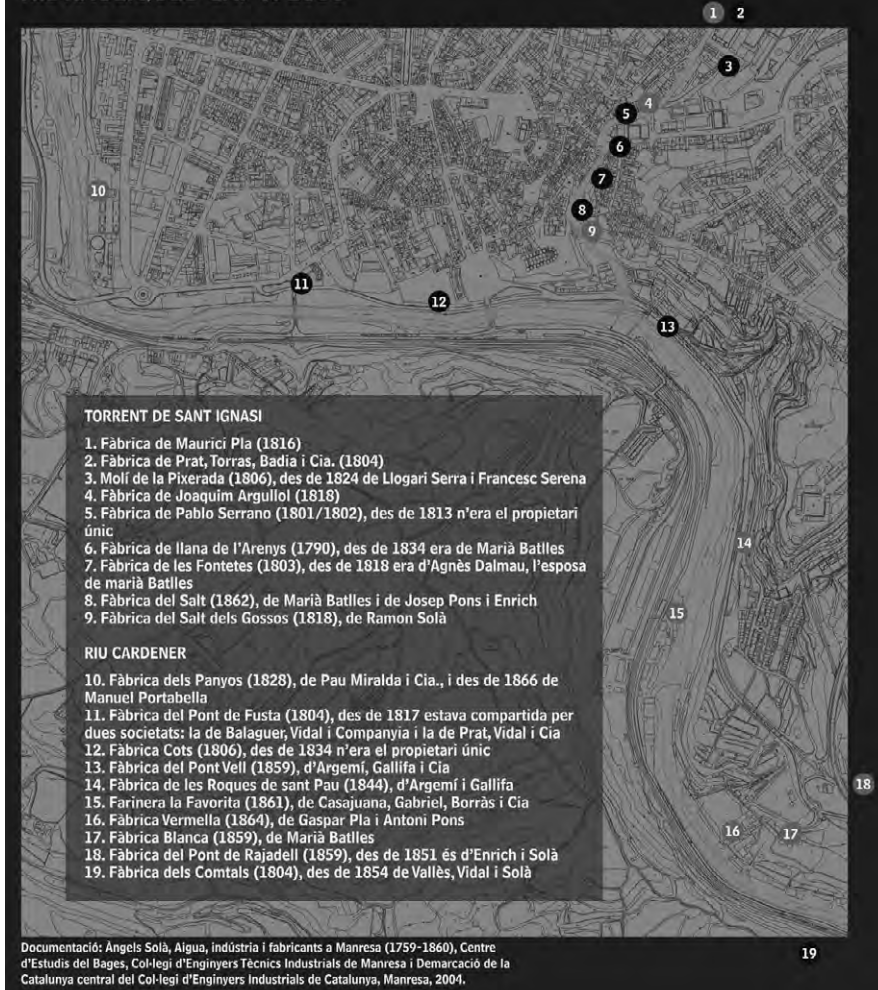 1 2
3
4
5
6
7
8
9
10
11
12
13
14
15
16
17
18
19
TORRENT DE SANT IGNASI
1. Fàbrica de Maurici Pla (1816)
2. Fàbrica de Prat, Torras, Badia i Cia. (1804)
3. Molí de la Pixerada (1806), des de 1824 de Llogari Serra i Francesc Serena
4. Fàbrica de Joaquim Argullol (1818)
5. Fàbrica de Pablo Serrano (1801/1802), des de 1813 n'era el propietari
únic
6. Fàbrica de llana de l'Arenys (1790), des de 1834 era de Marià Batlles
7. Fàbrica de les Fontetes (1803), des de 1818 era d'Agnès Dalmau, l'esposa
de marià Batlles
8. Fàbrica del Salt (1862), de Marià Batlles i de Josep Pons i Enrich
9. Fàbrica del Salt dels Gossos (1818), de Ramon Solà
RIU CARDENER
10. Fàbrica dels Panyos (1828), de Pau Miralda i Cia., i des de 1866 de
Manuel Portabella
11. Fàbrica del Pont de Fusta (1804), des de 1817 estava compartida per
dues societats: la de Balaguer, Vidal i Companyia i la de Prat, Vidal i Cia
12. Fàbrica Cots (1806), des de 1834 n'era el propietari únic
13. Fàbrica del Pont Vell (1859), d'Argemí, Gallifa i Cia
14. Fàbrica de les Roques de sant Pau (1844), d'Argemí i Gallifa
15. Farinera la Favorita (1861), de Casajuana, Gabriel, Borràs i Cia
16. Fàbrica Vermella (1864), de Gaspar Pla i Antoni Pons
17. Fàbrica Blanca (1859), de Marià Batlles
18. Fàbrica del Pont de Rajadell (1859), des de 1851 és d'Enrich i Solà
19. Fàbrica dels Comtals (1804), des de 1854 de Vallès, Vidal i Solà
Documentació: Àngels Solà, Aigua, indústria i fabricants a Manresa (1759-1860), Centre
d'Estudis del Bages, Col·legi d'Enginyers Tècnics Industrials de Manresa i Demarcació de la
Catalunya central del Col·legi d'Enginyers Industrials de Catalunya, Manresa, 2004.